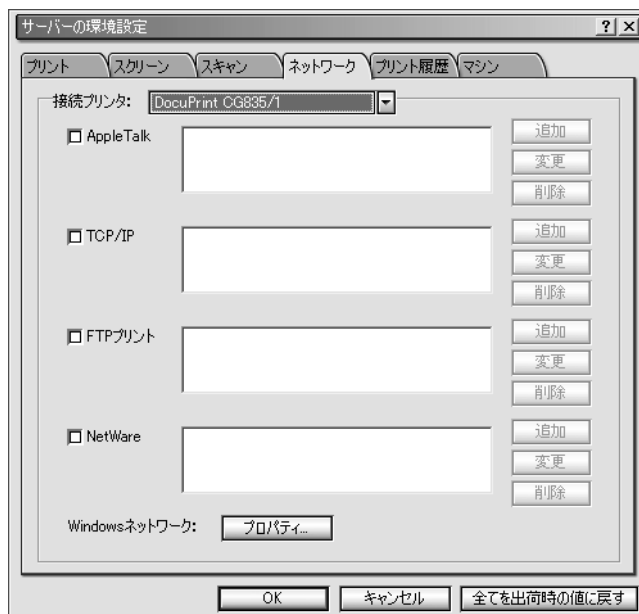 サーバーの環境設定
プリント スクリーン スキャン ネットワーク プリント履歴 マシン
接続プリンタ: DocuPrint CG835/1
AppleTalk
追加
変更
削除
TCP/IP
追加
変更
削除
FTPプリント
追加
変更
削除
NetWare
追加
変更
削除
Windowsネットワーク: プロパティ...
OK キャンセル 全てを出荷時の値に戻す